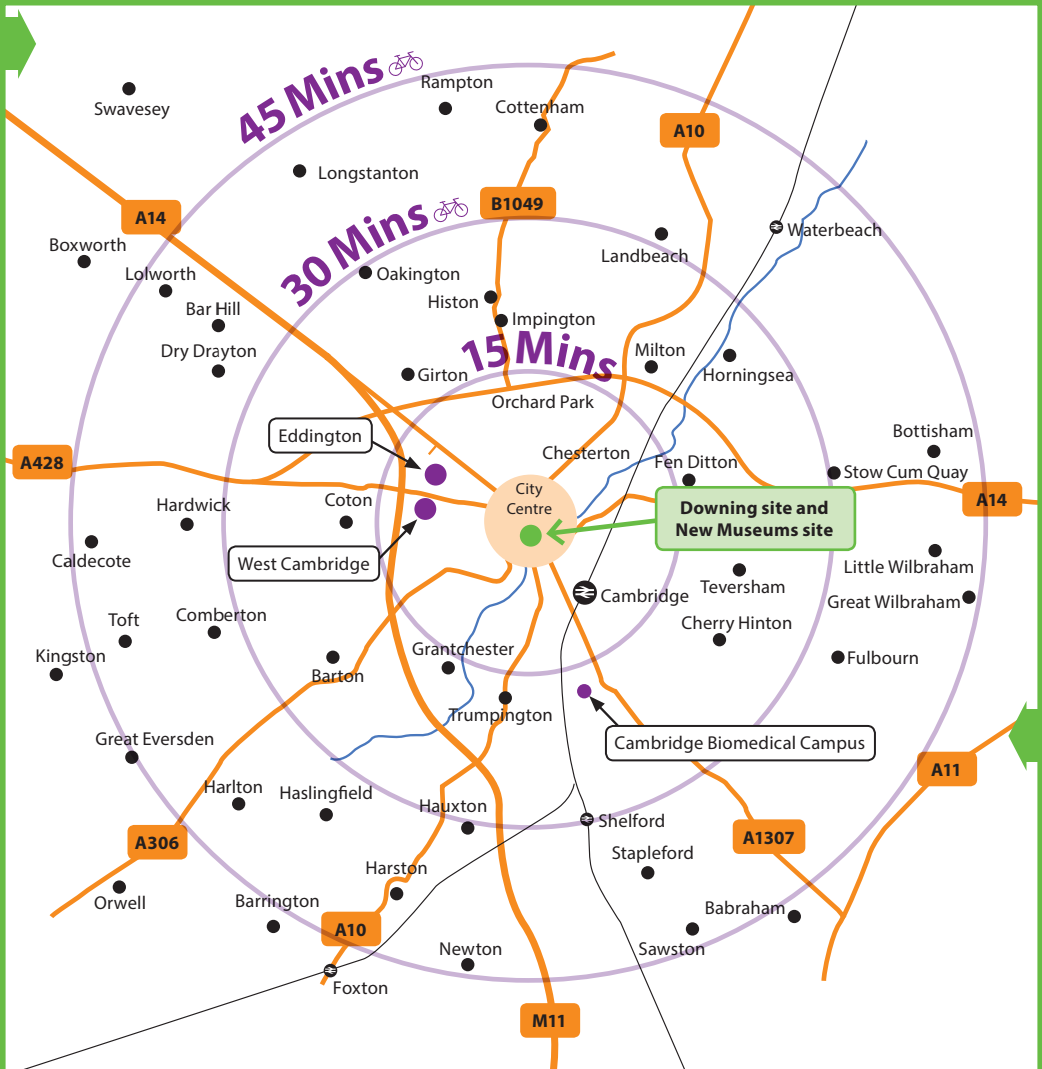 45 Mins
Rampton
Swavesey
Cottenham
A10
Longstanton
B1049
A14
30 Mins
Waterbeach
Boxworth
Landbeach
Lolworth
Oakington
Histon
Bar Hill
Impington
15 Mins
Dry Drayton
Milton
Girton
Horningsea
Orchard Park
Eddington
Bottisham
Chesterton
A428
Fen Ditton
Stow Cum Quay
City
Centre
Coton
Hardwick
A14
Downing site and
New Museums site
Caldecote
West Cambridge
Little Wilbraham
Teversham
Cambridge
Great Wilbraham
Toft
Comberton
Cherry Hinton
Kingston
Grantchester
Fulbourn
Barton
Trumpington
Great Eversden
Cambridge Biomedical Campus
A11
Harlton
Haslingfield
Hauxton
Shelford
A306
A1307
Stapleford
Harston
Orwell
Barrington
Babraham
A10
Newton
Sawston
Foxton
M11